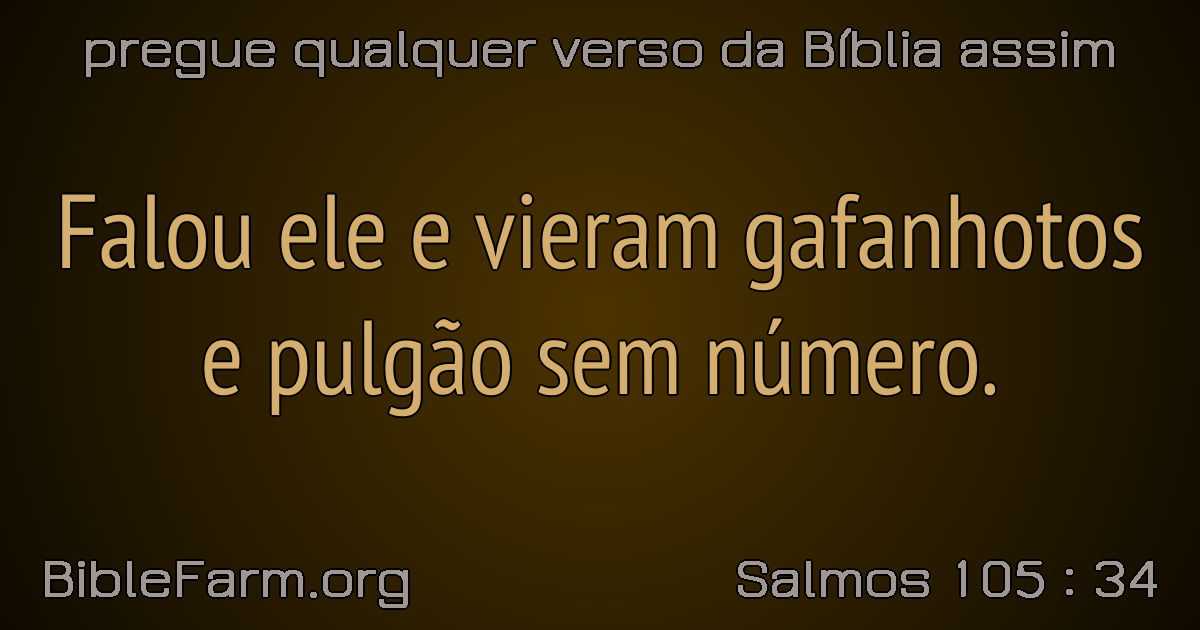 pregue qualquer verso da Bíblia assim
Falou ele e vieram gafanhotos
e pulgão sem número.
BibleFarm.org
Salmos 105 : 34